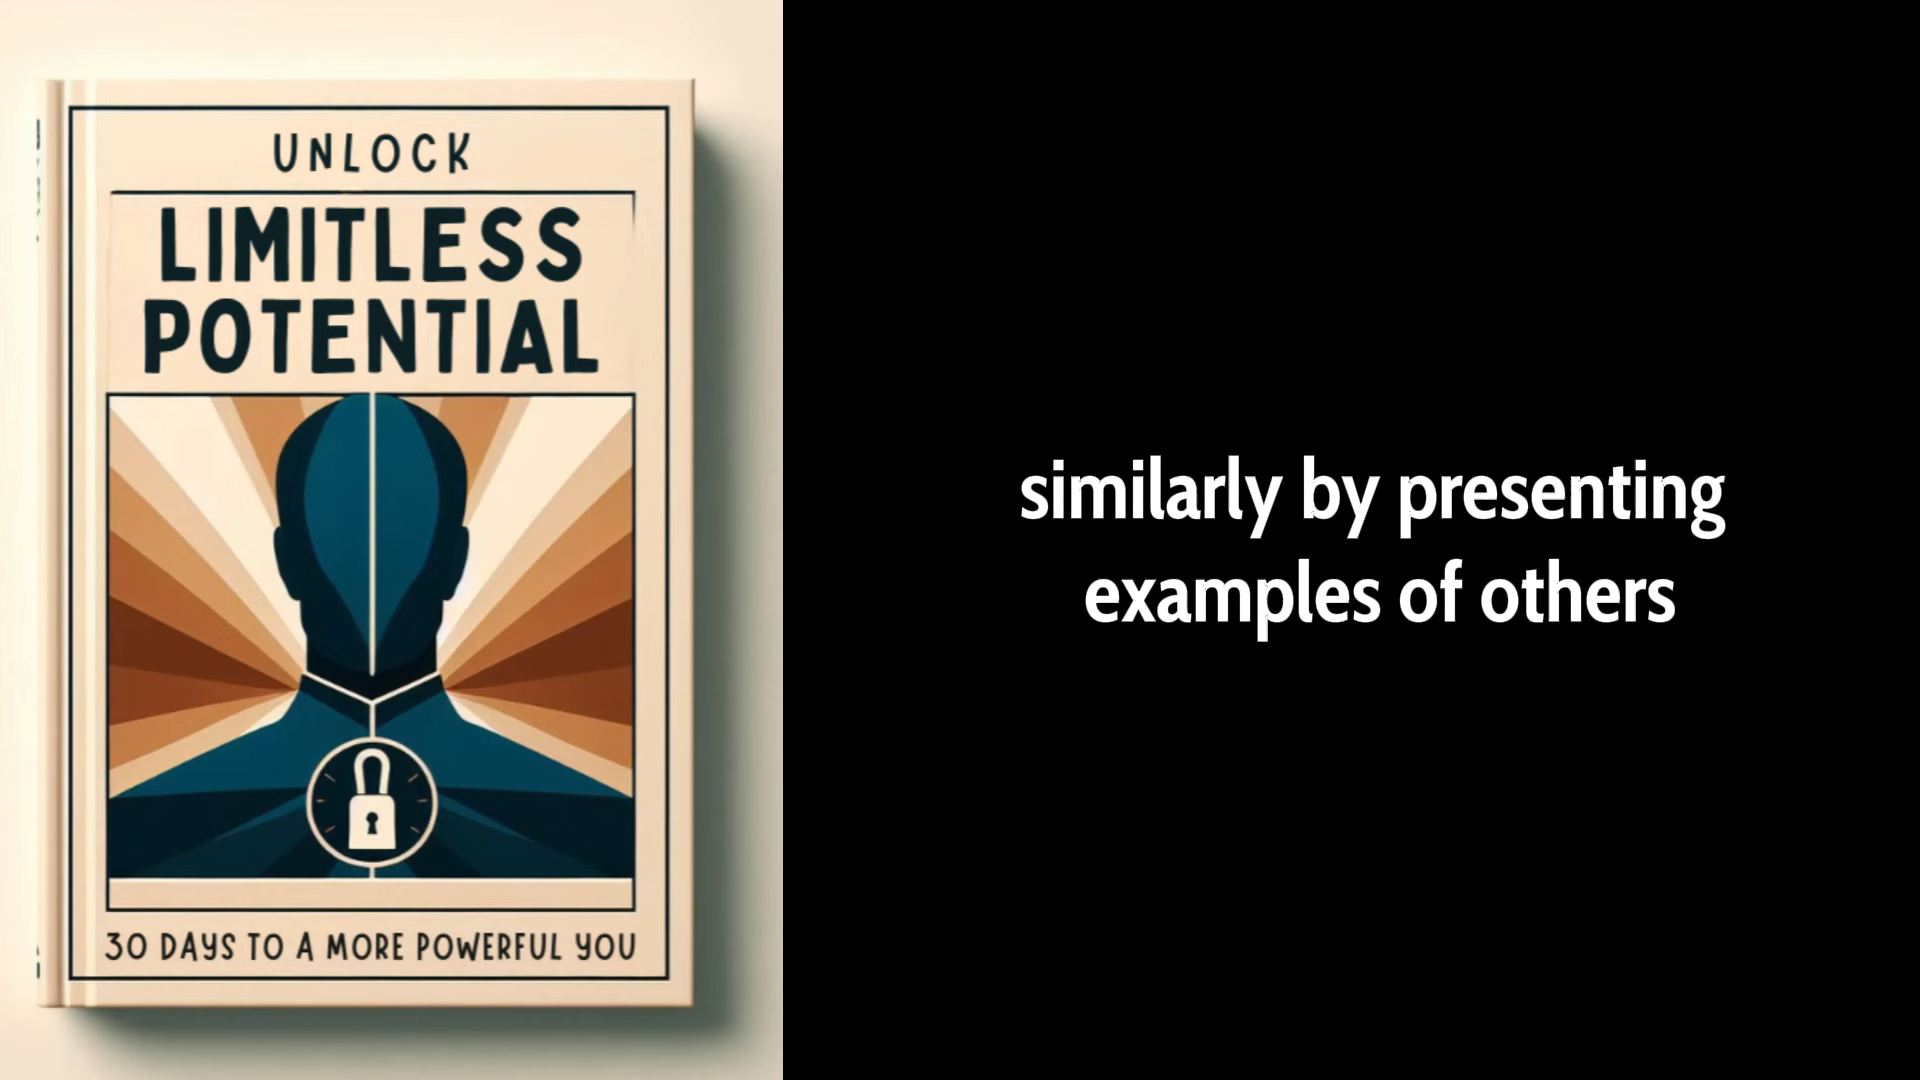 UNLOCK
LIMITLESS
POTENTIAL
30 DAYS TO A MORE POWERFUL YOU
similarly by presenting
examples of others